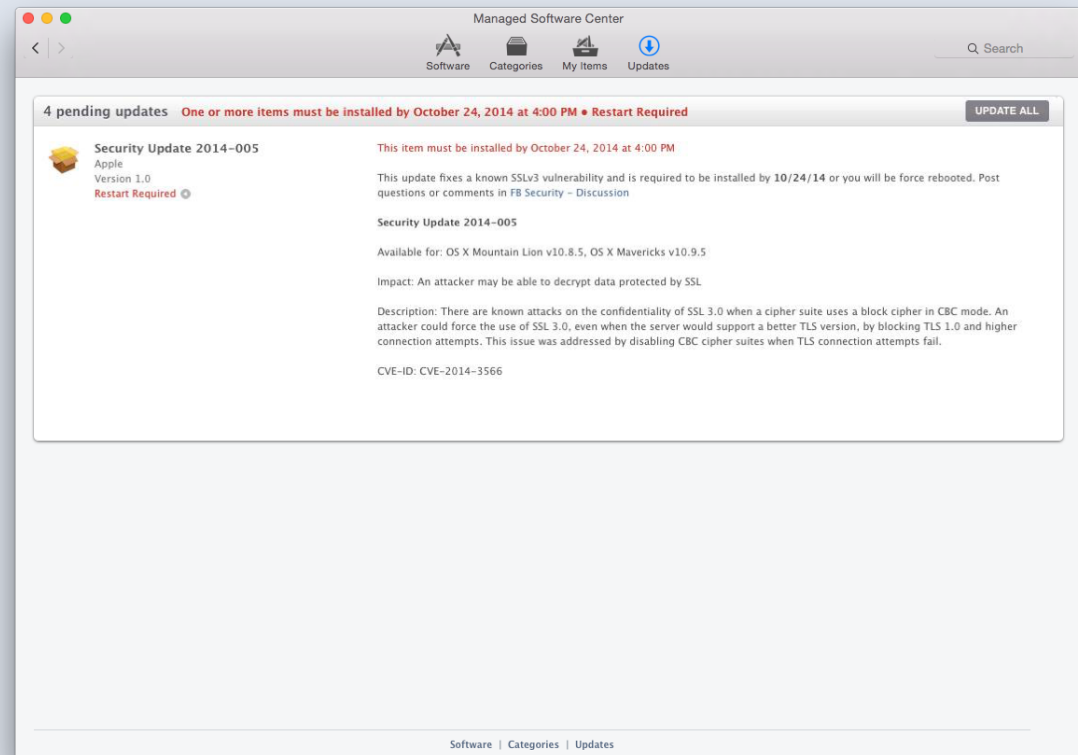 Managed Software Center
Software Categories My Items Updates
Search
4 pending updates One or more items must be installed by October 24, 2014 at 4:00 PM • Restart Required
UPDATE ALL
Security Update 2014-005
Apple
Version 1.0
Restart Required
This item must be installed by October 24, 2014 at 4:00 PM
This update fixes a known SSLv3 vulnerability and is required to be installed by 10/24/14 or you will be force rebooted. Post
questions or comments in FB Security – Discussion
Security Update 2014-005
Available for: OS X Mountain Lion v10.8.5, OS X Mavericks v10.9.5
Impact: An attacker may be able to decrypt data protected by SSL
Description: There are known attacks on the confidentiality of SSL 3.0 when a cipher suite uses a block cipher in CBC mode. An
attacker could force the use of SSL 3.0, even when the server would support a better TLS version, by blocking TLS 1.0 and higher
connection attempts. This issue was addressed by disabling CBC cipher suites when TLS connection attempts fail.
CVE-ID: CVE-2014-3566
Software | Categories | Updates